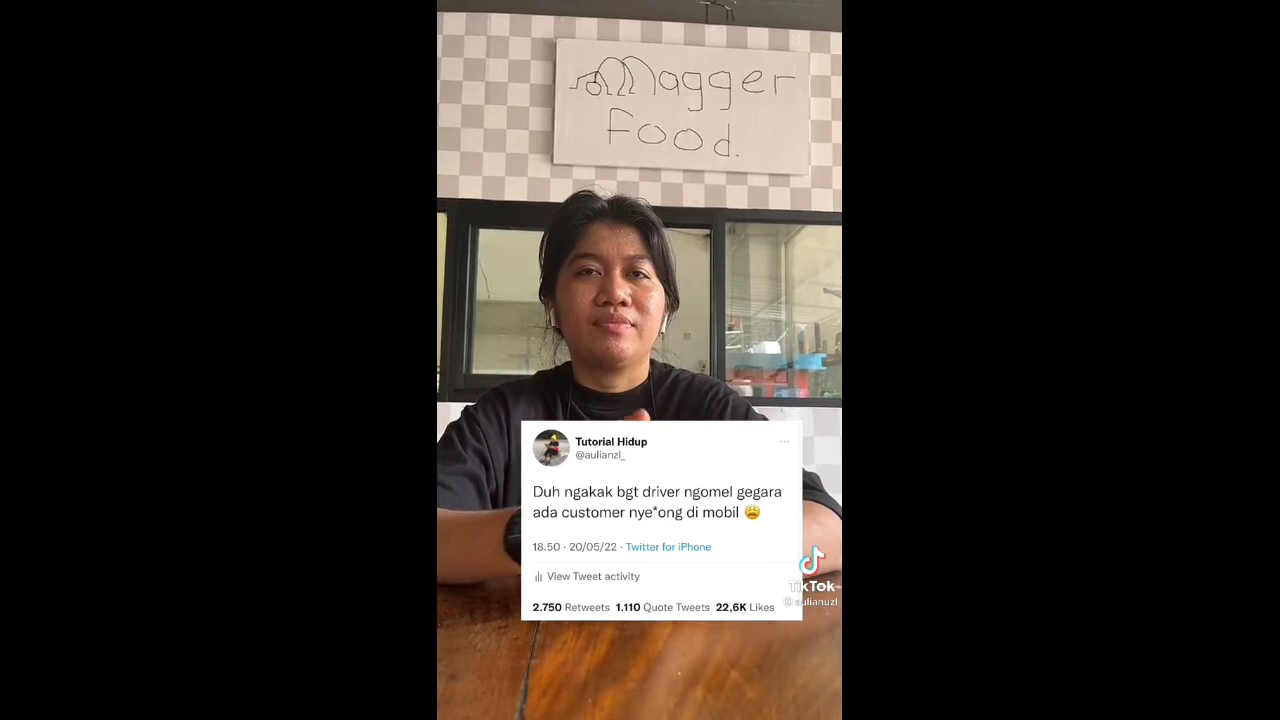 Magger
Food.
Tutorial Hidup
@aulianzl_
Duh ngakak bgt driver ngomel gegara
ada customer nye*ong di mobil 😩
18.50 · 20/05/22 · Twitter for iPhone
View Tweet activity
2.750 Retweets 1.110 Quote Tweets 22,6K Likes
TikTok
@aulianuzl